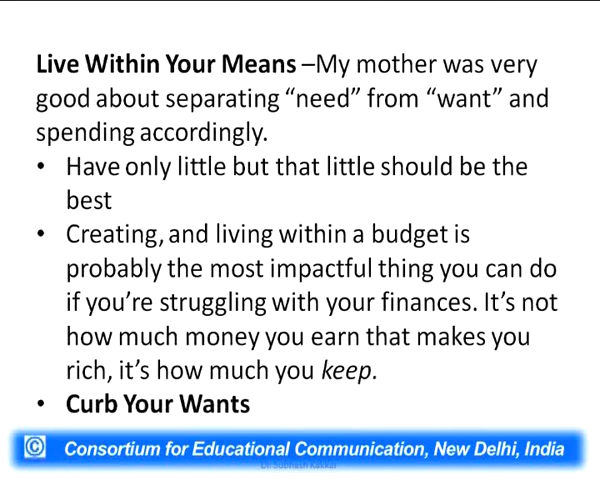 Live Within Your Means –My mother was very
good about separating “need” from “want” and
spending accordingly.
• Have only little but that little should be the
best
• Creating, and living within a budget is
probably the most impactful thing you can do
if you’re struggling with your finances. It’s not
how much money you earn that makes you
rich, it’s how much you keep.
• Curb Your Wants
© Consortium for Educational Communication, New Delhi, India
Dr. Subhash Kakkar